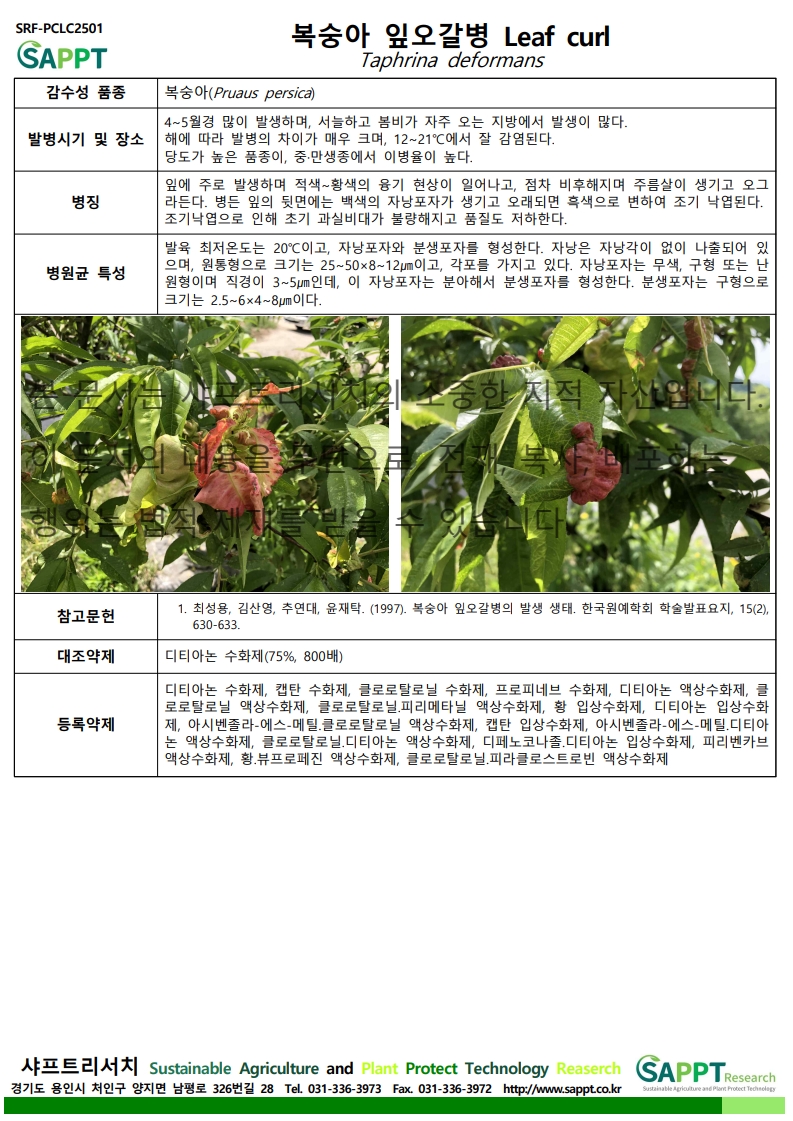 SRF-PCLC2501
SAPPT
복숭아 잎오갈병 Leaf curl
Taphrina deformans
감수성 품종
복숭아(Pruaus persica)
발병시기 및 장소
4~5월경 많이 발생하며, 서늘하고 봄비가 자주 오는 지방에서 발생이 많다.
해에 따라 발병의 차이가 매우 크며, 12~21℃에서 잘 감염된다.
당도가 높은 품종이, 중·만생종에서 이병율이 높다.
병징
잎에 주로 발생하며 적색~황색의 융기 현상이 일어나고, 점차 비후해지며 주름살이 생기고 오그
라든다. 병든 잎의 뒷면에는 백색의 자낭포자가 생기고 오래되면 흑색으로 변하여 조기 낙엽된다.
조기낙엽으로 인해 초기 과실비대가 불량해지고 품질도 저하한다.
병원균 특성
발육 최저온도는 20℃이고, 자낭포자와 분생포자를 형성한다. 자낭은 자낭각이 없이 나출되어 있
으며, 원통형으로 크기는 25~50×8~12㎛이고, 각포를 가지고 있다. 자낭포자는 무색, 구형 또는 난
원형이며 직경이 3~5㎛인데, 이 자낭포자는 분아해서 분생포자를 형성한다. 분생포자는 구형으로
크기는 2.5~6×4~8㎛이다.
본 문서는 샤프트리서치의 소중한 지적 자산입니다.
이 문서의 내용을 무단으로 전재, 복사, 배포하는
행위는 법적 제재를 받을 수 있습니다
참고문헌
1. 최성용, 김산영, 추연대, 윤재탁. (1997). 복숭아 잎오갈병의 발생 생태. 한국원예학회 학술발표요지, 15(2),
630-633.
대조약제
디티아논 수화제(75%, 800배)
등록약제
디티아논 수화제, 캡탄 수화제, 클로로탈로닐 수화제, 프로피네브 수화제, 디티아논 액상수화제, 클
로로탈로닐 액상수화제, 클로로탈로닐.피리메타닐 액상수화제, 황 입상수화제, 디티아논 입상수화
제, 아시벤졸라-에스-메틸.클로로탈로닐 액상수화제, 캡탄 입상수화제, 아시벤졸라-에스-메틸.디티아
논 액상수화제, 클로로탈로닐.디티아논 액상수화제, 디페노코나졸.디티아논 입상수화제, 피리벤카브
액상수화제, 황.뷰프로페진 액상수화제, 클로로탈로닐.피라클로스트로빈 액상수화제
샤프트리서치 Sustainable Agriculture and Plant Protect Technology Reaserch
경기도 용인시 처인구 양지면 남평로 326번길 28 Tel. 031-336-3973 Fax. 031-336-3972 http://www.sappt.co.kr
SAPPT Research
Sustainable Agriculture and Plant Protect Technology